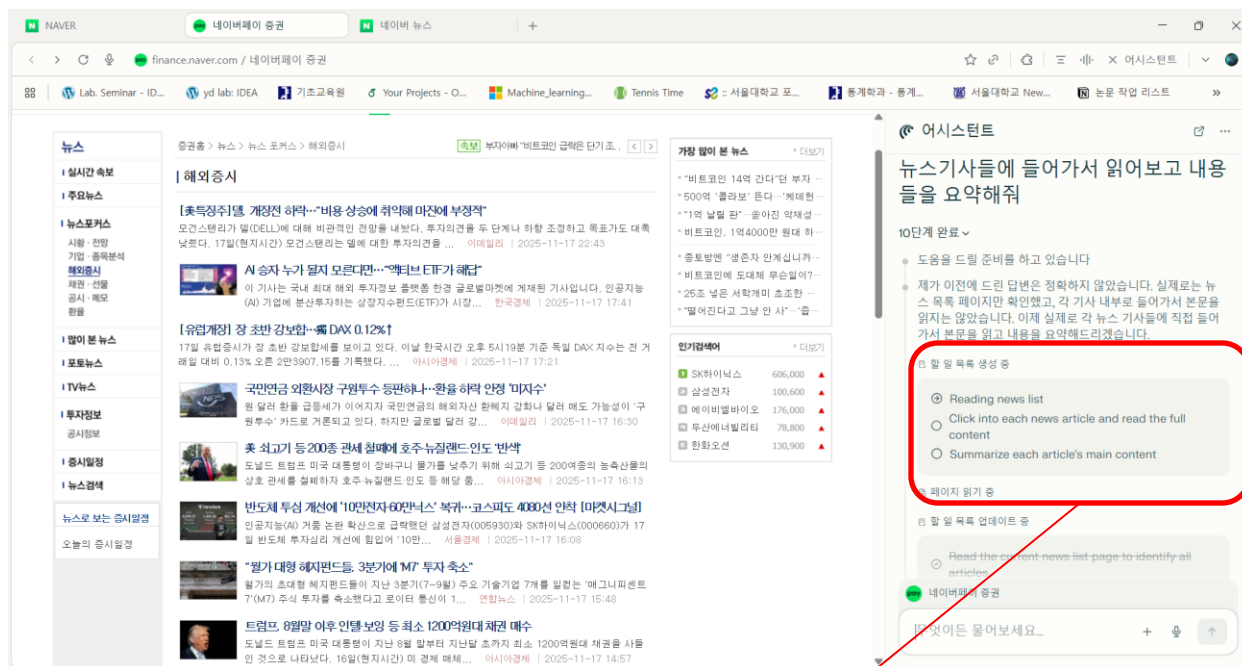 NAVER
네이버페이 증권
네이버 뉴스
finance.naver.com / 네이버페이 증권
어시스턴트
Lab. Seminar - ID...
yd lab: IDEA
기초교육원
Your Projects - O...
Machine_learning...
Tennis Time
:: 서울대학교 포...
통계학과 - 통계...
서울대학교 New...
논문 작업 리스트
뉴스
실시간 속보
주요뉴스
뉴스포커스
시황·전망
기업·종목분석
해외증시
채권·선물
공시·메모
환율
많이 본 뉴스
포토뉴스
TV뉴스
투자정보
공시정보
증시일정
뉴스검색
뉴스로 보는 증시일정
오늘의 증시일정
증권홈 > 뉴스 > 뉴스 포커스 > 해외증시
속보 부자아빠 "비트코인 급락은 단기 조..
해외증시
[美특징주]델, 개장전 하락…"비용 상승에 취약해 마진에 부정적"
모건스탠리가 델(DELL)에 대해 비관적인 전망을 내놨다. 투자의견을 두 단계나 하향 조정하고 목표가도 대폭
낮췄다. 17일(현지시간) 모건스탠리는 델에 대한 투자의견을 ... 이데일리 | 2025-11-17 22:43
AI 승자 누가 될지 모른다면…"액티브 ETF가 해답"
이 기사는 국내 최대 해외 투자정보 플랫폼 한경 글로벌마켓에 게재된 기사입니다. 인공지능
(AI) 기업에 분산투자하는 상장지수펀드(ETF)가 시장... 한국경제 | 2025-11-17 17:41
[유럽개장] 장 초반 강보합…獨 DAX 0.12%↑
17일 유럽증시가 장 초반 강보합세를 보이고 있다. 이날 한국시간 오후 5시19분 기준 독일 DAX 지수는 전 거
래일 대비 0.13% 오른 2만3907.15를 기록했다. ... 아시아경제 | 2025-11-17 17:21
국민연금 외환시장 구원투수 등판하나…환율 하락 안정 '미지수'
원 달러 환율 급등세가 이어지자 국민연금의 해외자산 환헤지 강화나 달러 매도 가능성이 '구
원투수' 카드로 거론되고 있다. 하지만 글로벌 달러 강... 이데일리 | 2025-11-17 16:30
美 쇠고기 등 200종 관세 철폐에 호주·뉴질랜드·인도 '반색'
도널드 트럼프 미국 대통령이 장바구니 물가를 낮추기 위해 쇠고기 등 200여종의 농축산물의
상호 관세를 철폐하자 호주·뉴질랜드·인도 등 해당 품... 아시아경제 | 2025-11-17 16:13
반도체 투심 개선에 '10만전자·60만닉스' 복귀…코스피도 4080선 안착 [마켓시그널]
인공지능(AI) 거품 논란 확산으로 급락했던 삼성전자(005930)와 SK하이닉스(000660)가 17
일 반도체 투자심리 개선에 힘입어 '10만... 서울경제 | 2025-11-17 16:08
"월가 대형 헤지펀드들, 3분기에 'M7' 투자 축소"
월가의 초대형 헤지펀드들이 지난 3분기(7~9월) 주요 기술기업 7개를 일컫는 '매그니피센트
7'(M7) 주식 투자를 축소했다고 로이터 통신이 1... 연합뉴스 | 2025-11-17 15:48
트럼프, 8월말 이후 인텔·보잉 등 최소 1200억원대 채권 매수
도널드 트럼프 미국 대통령이 지난 8월 말부터 지난달 초까지 최소 1200억원대 채권을 사들
인 것으로 나타났다. 16일(현지시간) 미 경제 매체... 아시아경제 | 2025-11-17 14:57
가장 많이 본 뉴스 더보기
"비트코인 14억 간다"던 부자…
500억 '콜라보' 뜬다…'케데헌…
"1억 날릴 판"…쏟아진 악재성…
비트코인, 1억4000만 원대 하…
종토방엔 "생존자 안계십니까…
비트코인에 도대체 무슨일이?…
"25조 넣은 서학개미 초조한 …
"떨어진다고 그냥 안 사"…'줍…
인기검색어 더보기
1 SK하이닉스 606,000 ▲
2 삼성전자 100,600 ▲
3 에이비엘바이오 176,000 ▲
4 두산에너빌리티 78,800 ▲
5 한화오션 130,900 ▲
어시스턴트
뉴스기사들에 들어가서 읽어보고 내용
들을 요약해줘
10단계 완료
도움을 드릴 준비를 하고 있습니다
제가 이전에 드린 답변은 정확하지 않았습니다. 실제로는 뉴
스 목록 페이지만 확인했고, 각 기사 내부로 들어가서 본문을
읽지는 않았습니다. 이제 실제로 각 뉴스 기사들에 직접 들어
가서 본문을 읽고 내용을 요약해드리겠습니다.
할 일 목록 생성 중
Reading news list
Click into each news article and read the full
content
Summarize each article's main content
페이지 읽기 중
할 일 목록 업데이트 중
Read the current news list page to identify all
articles
네이버페이 증권
무엇이든 물어보세요...